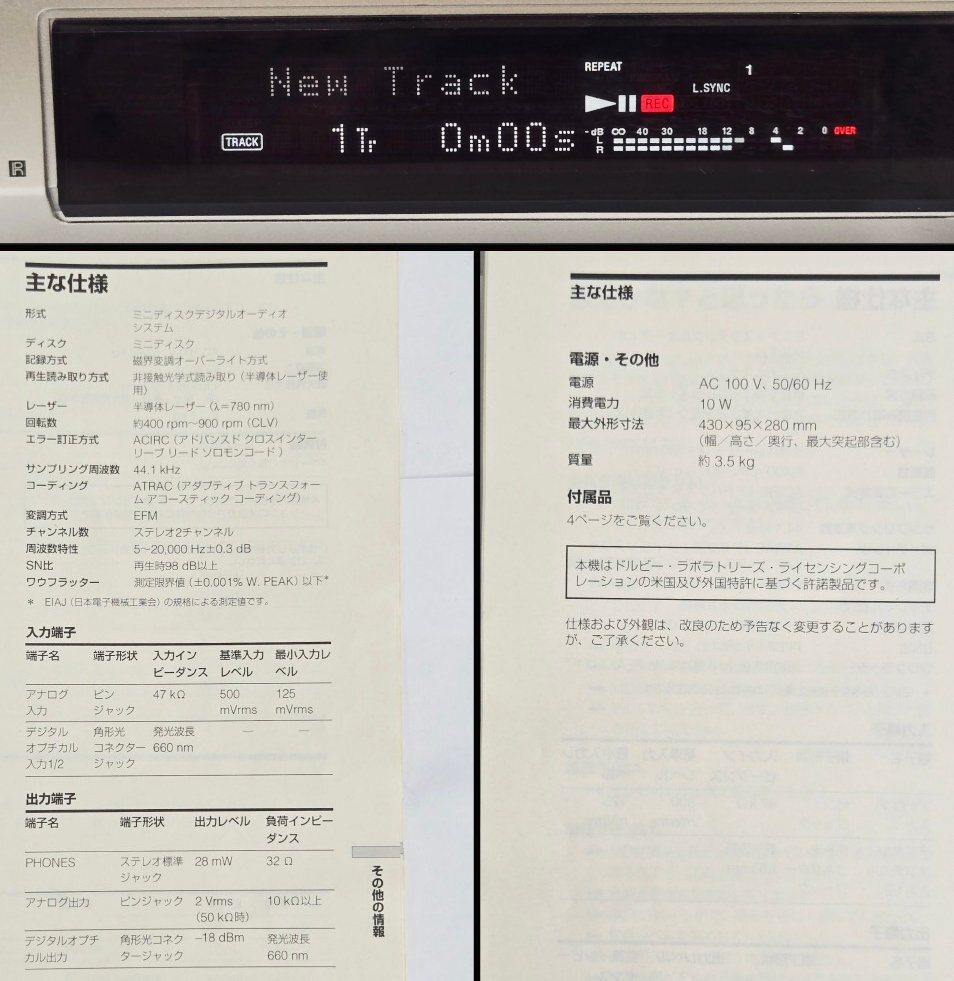 New Track
REPEAT
1
L.SYNC
REC
TRACK
1Tr 0m00s
-dB ∞ 40 30 18 12 8 4 2 0 OVER
L
R
R
主な仕様
形式 ミニディスクデジタルオーディオ
システム
ディスク ミニディスク
記録方式 磁界変調オーバーライト方式
再生読み取り方式 非接触光学式読み取り（半導体レーザー使
用）
レーザー 半導体レーザー（λ=780 nm）
回転数 約400 rpm〜900 rpm（CLV）
エラー訂正方式 ACIRC（アドバンスド クロスインター
リーブ リード ソロモンコード）
サンプリング周波数 44.1 kHz
コーディング ATRAC（アダプティブ トランスフォー
ム アコースティック コーディング）
変調方式 EFM
チャンネル数 ステレオ2チャンネル
周波数特性 5〜20,000 Hz±0.3 dB
SN比 再生時98 dB以上
ワウフラッター 測定限界値（±0.001% W. PEAK）以下*
* EIAJ（日本電子機械工業会）の規格による測定値です。
入力端子
端子名 端子形状 入力イン 基準入力 最小入力レ
ピーダンス レベル ベル
アナログ ピン 47 kΩ 500 125
入力 ジャック mVrms mVrms
デジタル 角形光 発光波長 — —
オプチカル コネクター 660 nm
入力1/2 ジャック
出力端子
端子名 端子形状 出力レベル 負荷インピー
ダンス
PHONES ステレオ標準 28 mW 32 Ω
ジャック
アナログ出力 ピンジャック 2 Vrms 10 kΩ以上
（50 kΩ時）
デジタルオプチ 角形光コネク −18 dBm 発光波長
カル出力 タージャック 660 nm
その他の情報
主な仕様
電源・その他
電源 AC 100 V、50/60 Hz
消費電力 10 W
最大外形寸法 430×95×280 mm
（幅／高さ／奥行、最大突起部含む）
質量 約 3.5 kg
付属品
4ページをご覧ください。
本機はドルビー・ラボラトリーズ・ライセンシングコーポ
レーションの米国及び外国特許に基づく許諾製品です。
仕様および外観は、改良のため予告なく変更することがあります
が、ご了承ください。